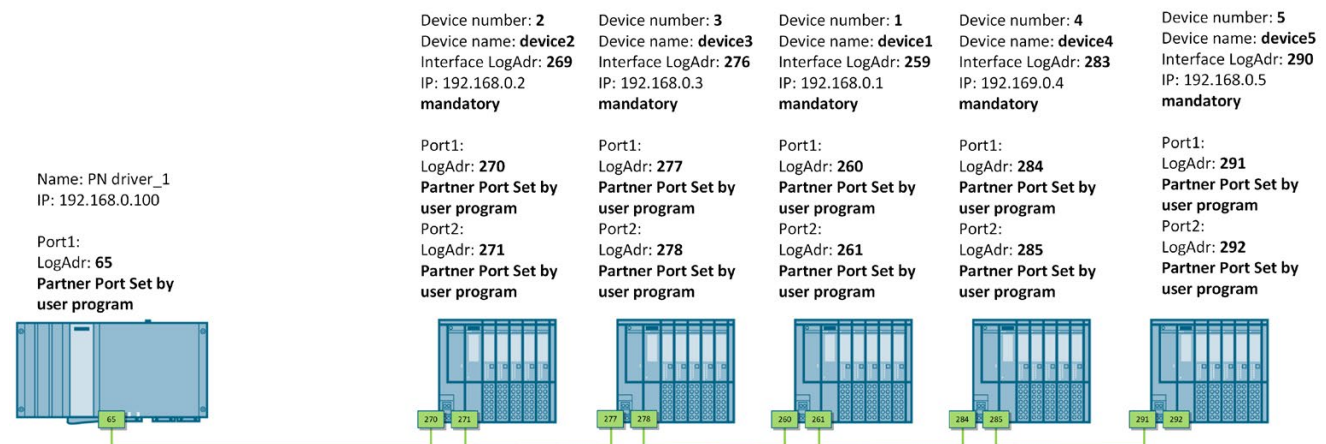 Name: PN driver_1
IP: 192.168.0.100
Port1:
LogAdr: 65
Partner Port Set by
user program
65
Device number: 2
Device name: device2
Interface LogAdr: 269
IP: 192.168.0.2
mandatory
Port1:
LogAdr: 270
Partner Port Set by
user program
Port2:
LogAdr: 271
Partner Port Set by
user program
270
271
Device number: 3
Device name: device3
Interface LogAdr: 276
IP: 192.168.0.3
mandatory
Port1:
LogAdr: 277
Partner Port Set by
user program
Port2:
LogAdr: 278
Partner Port Set by
user program
277
278
Device number: 1
Device name: device1
Interface LogAdr: 259
IP: 192.168.0.1
mandatory
Port1:
LogAdr: 260
Partner Port Set by
user program
Port2:
LogAdr: 261
Partner Port Set by
user program
260
261
Device number: 4
Device name: device4
Interface LogAdr: 283
IP: 192.169.0.4
mandatory
Port1:
LogAdr: 284
Partner Port Set by
user program
Port2:
LogAdr: 285
Partner Port Set by
user program
284
285
Device number: 5
Device name: device5
Interface LogAdr: 290
IP: 192.168.0.5
mandatory
Port1:
LogAdr: 291
Partner Port Set by
user program
Port2:
LogAdr: 292
Partner Port Set by
user program
291
292